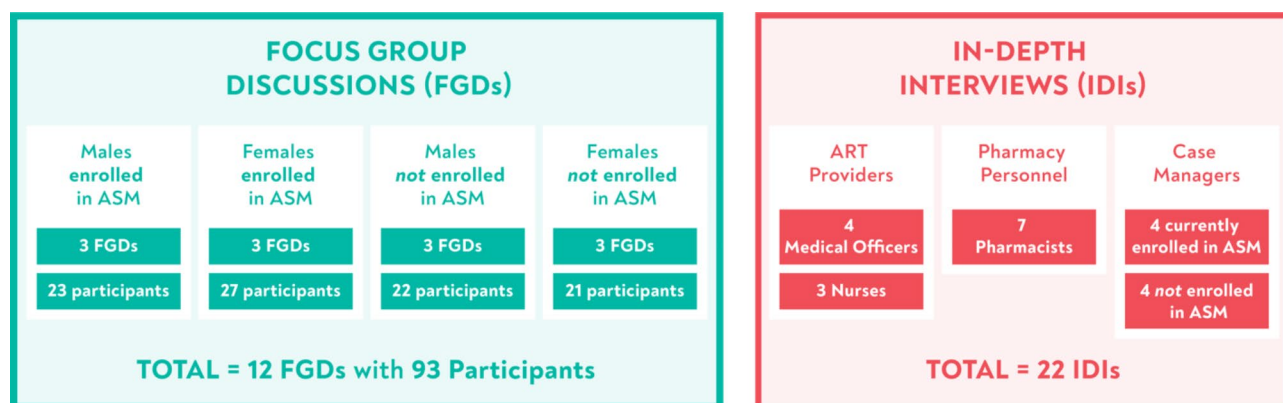 FOCUS GROUP
DISCUSSIONS (FGDs)
Males
enrolled
in ASM
3 FGDs
23 participants
Females
enrolled
in ASM
3 FGDs
27 participants
Males
not enrolled
in ASM
3 FGDs
22 participants
Females
not enrolled
in ASM
3 FGDs
21 participants
TOTAL = 12 FGDs with 93 Participants
IN-DEPTH
INTERVIEWS (IDIs)
ART
Providers
4
Medical Officers
3 Nurses
Pharmacy
Personnel
7
Pharmacists
Case
Managers
4 currently
enrolled in ASM
4 not enrolled
in ASM
TOTAL = 22 IDIs